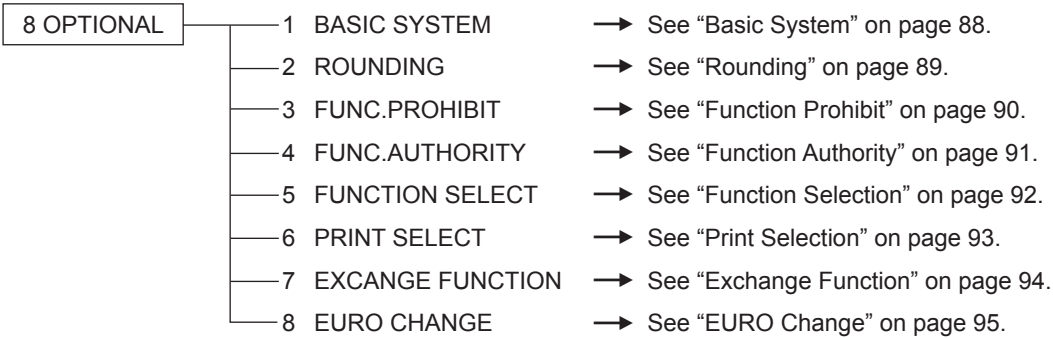 8 OPTIONAL 1 BASIC SYSTEM See “Basic System” on page 88.
2 ROUNDING See “Rounding” on page 89.
3 FUNC.PROHIBIT See “Function Prohibit” on page 90.
4 FUNC.AUTHORITY See “Function Authority” on page 91.
5 FUNCTION SELECT See “Function Selection” on page 92.
6 PRINT SELECT See “Print Selection” on page 93.
7 EXCANGE FUNCTION See “Exchange Function” on page 94.
8 EURO CHANGE See “EURO Change” on page 95.